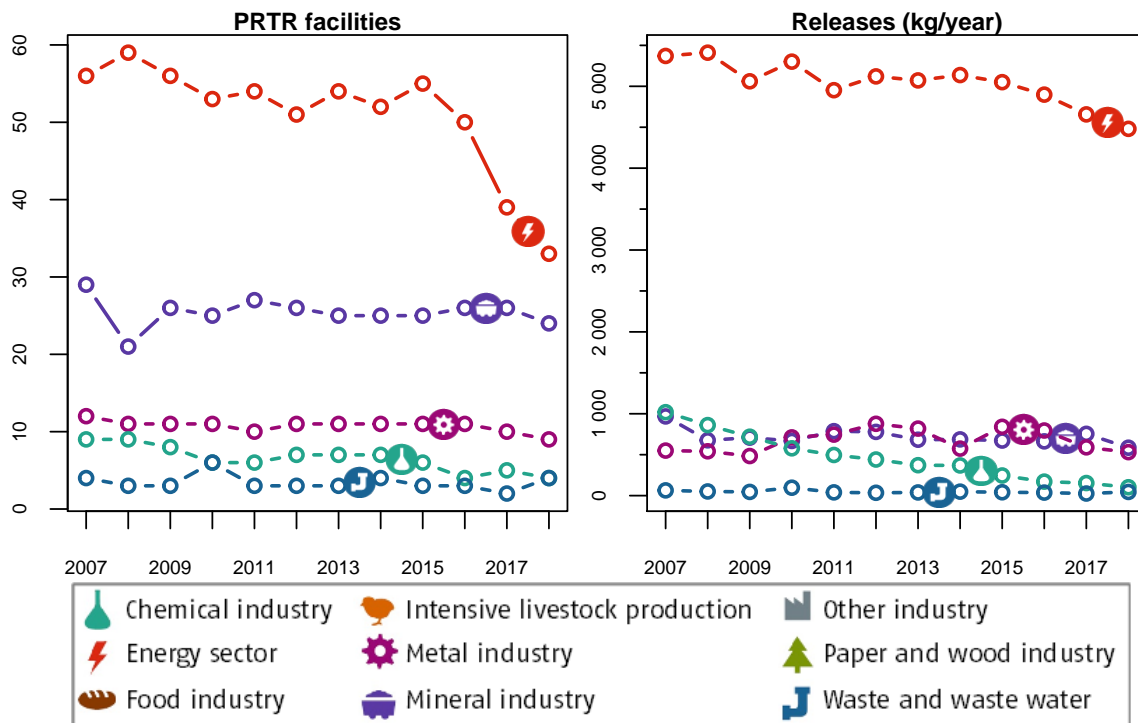 PRTR facilities
60
50
40
30
20
10
0
2007 2009 2011 2013 2015 2017
Releases (kg/year)
5 000
4 000
3 000
2 000
1 000
0
2007 2009 2011 2013 2015 2017
Chemical industry Intensive livestock production Other industry
Energy sector Metal industry Paper and wood industry
Food industry Mineral industry Waste and waste water